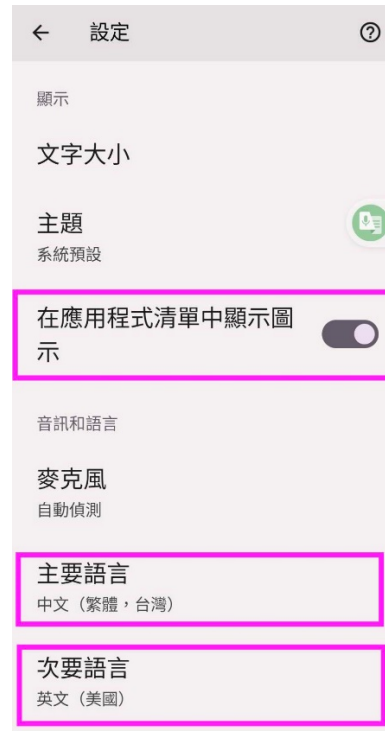 設定
顯示
文字大小
主題
系統預設
在應用程式清單中顯示圖
示
音訊和語言
麥克風
自動偵測
主要語言
中文（繁體，台灣）
次要語言
英文（美國）